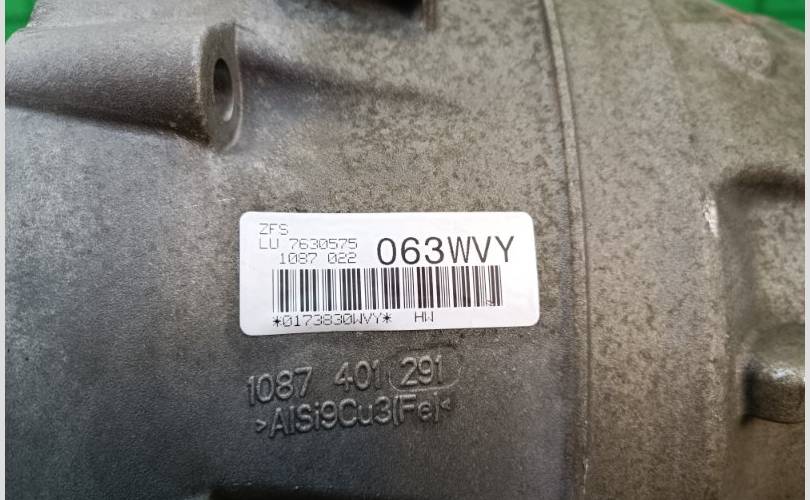 ZFS
LU 7630575
1087 022
063WVY
*0173830WVY* HW
1087 401 291
>AlSi9Cu3(Fe)<